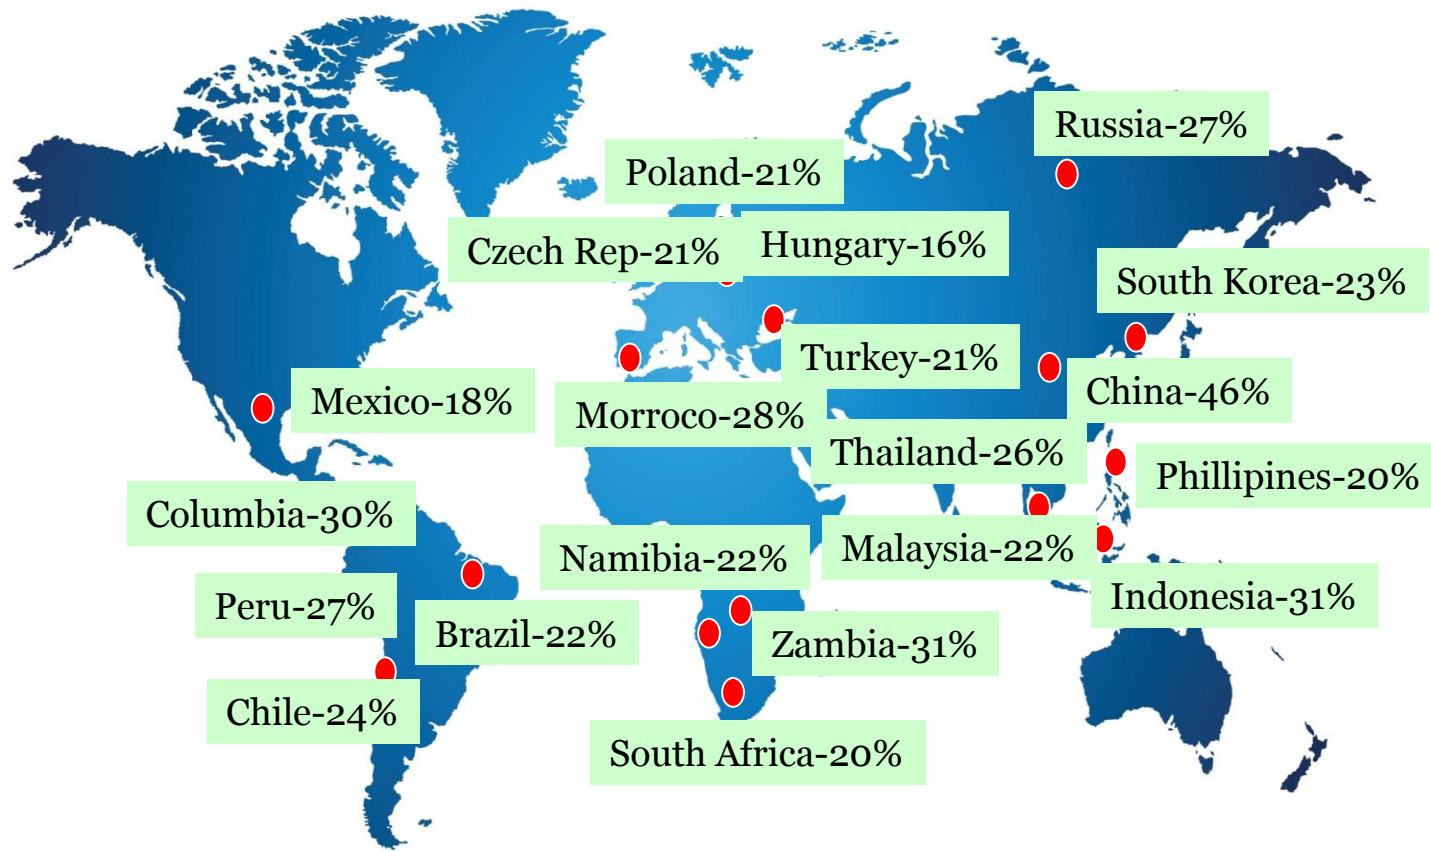 Russia-27%
Poland-21%
Czech Rep-21%
Hungary-16%
South Korea-23%
Turkey-21%
China-46%
Mexico-18%
Morroco-28%
Thailand-26%
Phillipines-20%
Columbia-30%
Namibia-22%
Malaysia-22%
Indonesia-31%
Peru-27%
Brazil-22%
Zambia-31%
Chile-24%
South Africa-20%